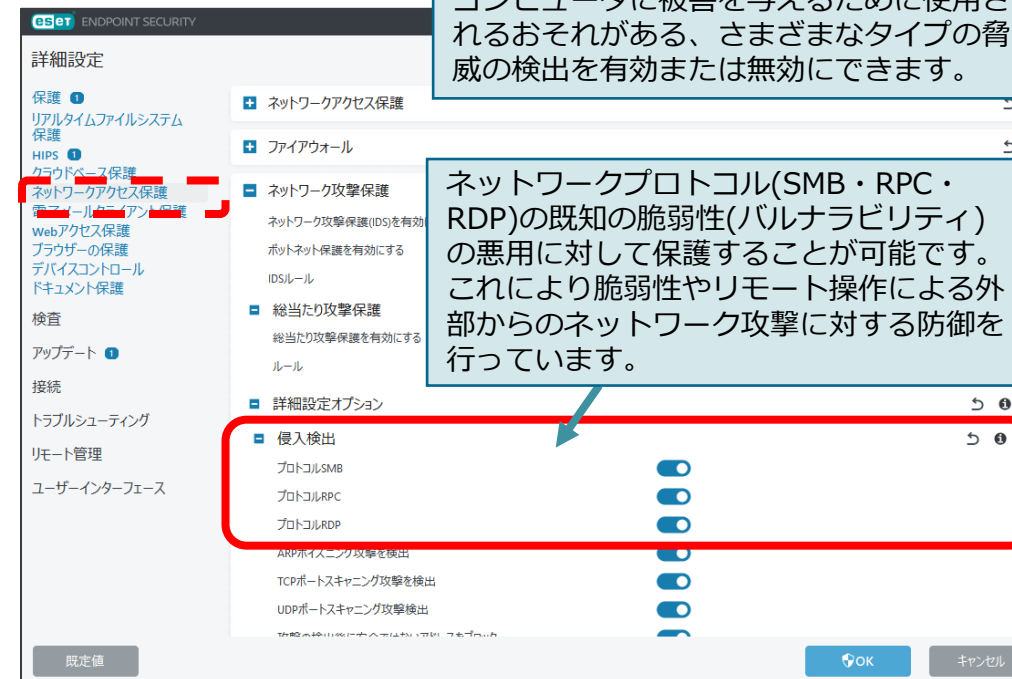 eset ENDPOINT SECURITY
詳細設定
コンピュータに被害を与えるために使用さ
れるおそれがある、さまざまなタイプの脅
威の検出を有効または無効にできます。
保護 1
リアルタイムファイルシステム
保護
HIPS 1
クラウドベース保護
ネットワークアクセス保護
電子メールクライアント保護
Webアクセス保護
ブラウザーの保護
デバイスコントロール
ドキュメント保護
検査
アップデート 1
接続
トラブルシューティング
リモート管理
ユーザーインターフェース
ネットワークアクセス保護
ファイアウォール
ネットワーク攻撃保護
ネットワーク攻撃保護(IDS)を有効
ボットネット保護を有効にする
IDSルール
総当たり攻撃保護
総当たり攻撃保護を有効にする
ルール
ネットワークプロトコル(SMB・RPC・
RDP)の既知の脆弱性(バルナラビリティ)
の悪用に対して保護することが可能です。
これにより脆弱性やリモート操作による外
部からのネットワーク攻撃に対する防御を
行っています。
詳細設定オプション
侵入検出
プロトコルSMB
プロトコルRPC
プロトコルRDP
ARPポイズニング攻撃を検出
TCPポートスキャニング攻撃を検出
UDPポートスキャニング攻撃検出
攻撃の検出後に安全ではないアドレスをブロック
既定値
OK
キャンセル